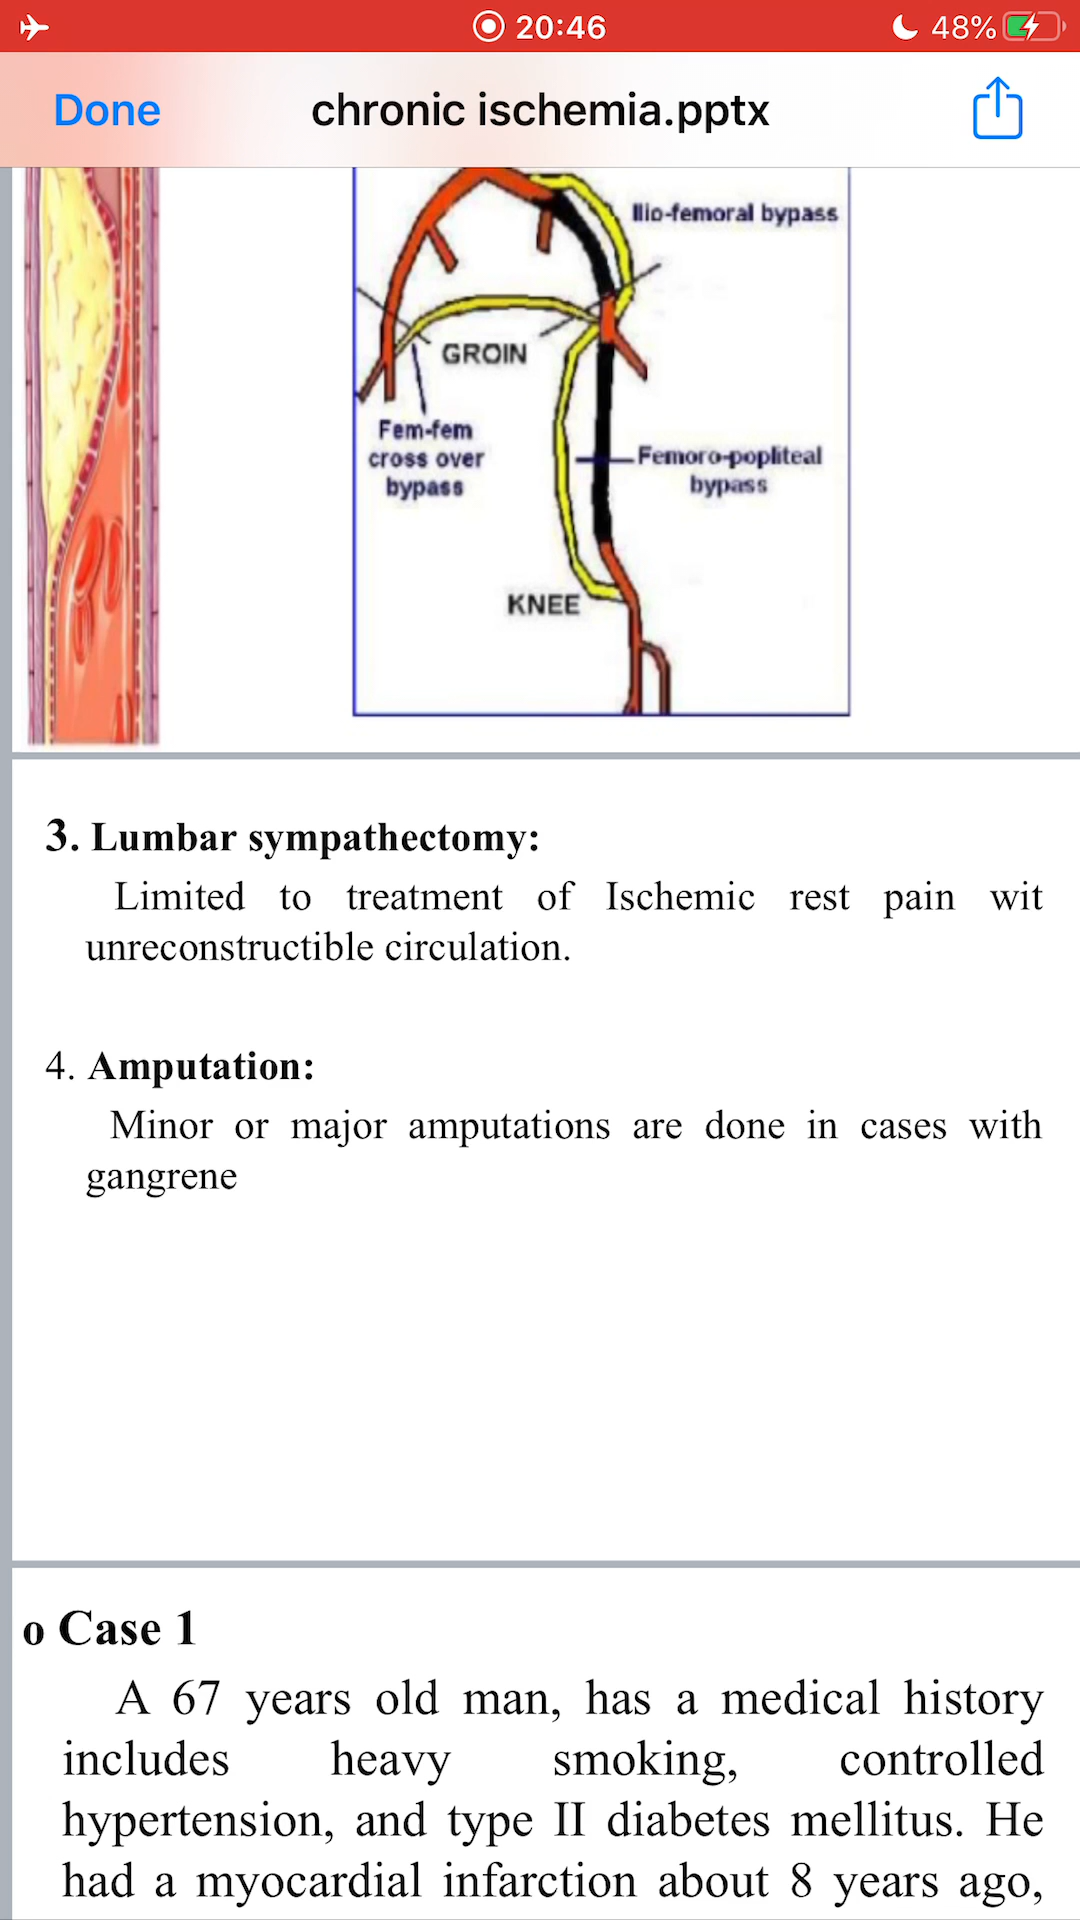 20:46
48%
Done
chronic ischemia.pptx
Ilio-femoral bypass
GROIN
Fem-fem
cross over
bypass
Femoro-popliteal
bypass
KNEE
3. Lumbar sympathectomy:
Limited to treatment of Ischemic rest pain wit
unreconstructible circulation.
4. Amputation:
Minor or major amputations are done in cases with
gangrene
o Case 1
A 67 years old man, has a medical history
includes heavy smoking, controlled
hypertension, and type II diabetes mellitus. He
had a myocardial infarction about 8 years ago,